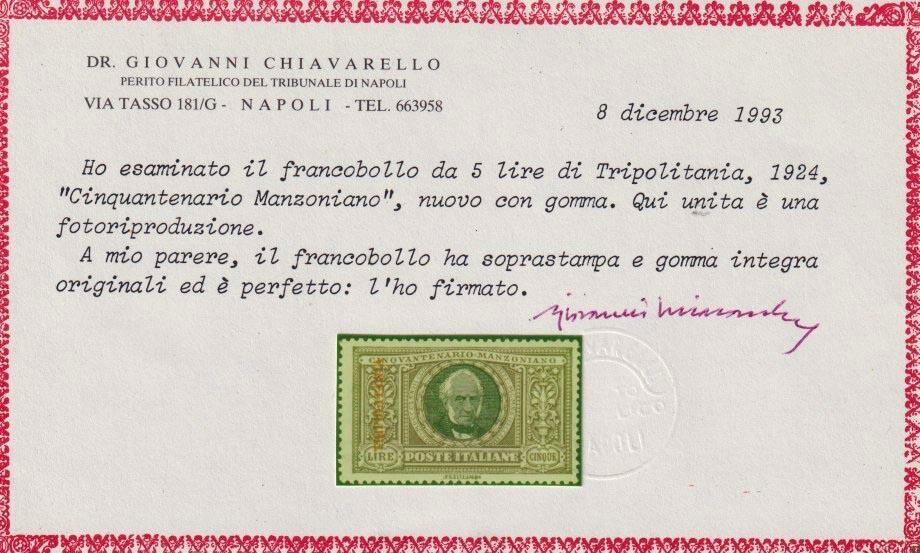 DR. GIOVANNI CHIAVARELLO
PERITO FILATELICO DEL TRIBUNALE DI NAPOLI
VIA TASSO 181/G - NAPOLI - TEL. 663958
8 dicembre 1993
Ho esaminato il francobollo da 5 lire di Tripolitania, 1924,
"Cinquantenario Manzoniano", nuovo con gomma. Qui unita è una
fotoriproduzione.
A mio parere, il francobollo ha soprastampa e gomma integra
originali ed è perfetto: l'ho firmato.
CINQVANTENARIO·MANZONIANO
LIRE POSTE ITALIANE CINQUE